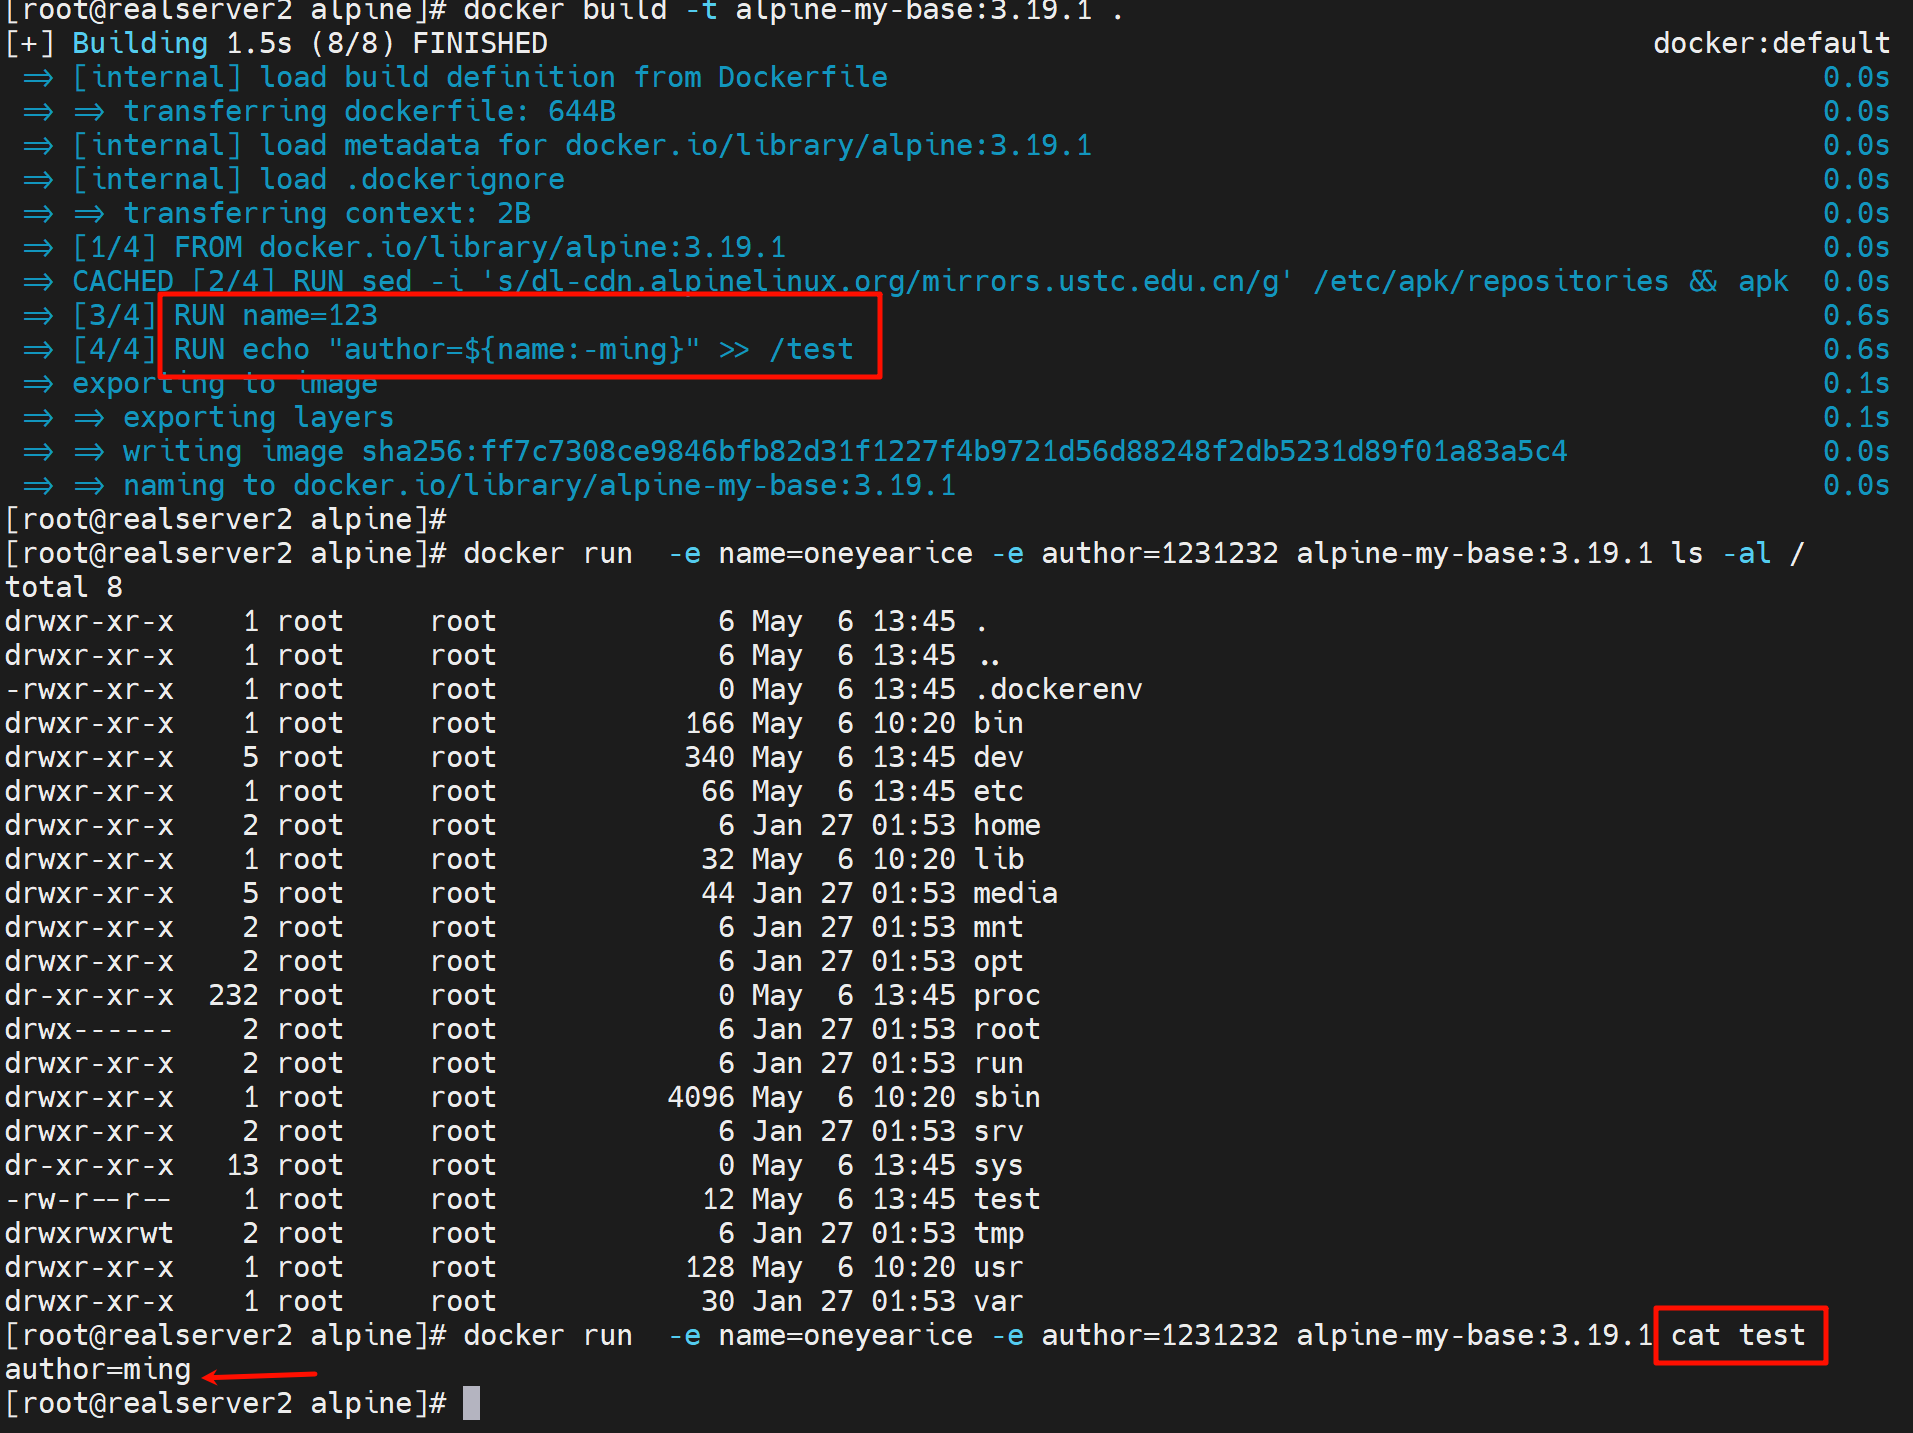 [root@realserver2 alpine]# docker build -t alpine-my-base:3.19.1 .
[+] Building 1.5s (8/8) FINISHED docker:default
=> [internal] load build definition from Dockerfile 0.0s
=> => transferring dockerfile: 644B 0.0s
=> [internal] load metadata for docker.io/library/alpine:3.19.1 0.0s
=> [internal] load .dockerignore 0.0s
=> => transferring context: 2B 0.0s
=> [1/4] FROM docker.io/library/alpine:3.19.1 0.0s
=> CACHED [2/4] RUN sed -i 's/dl-cdn.alpinelinux.org/mirrors.ustc.edu.cn/g' /etc/apk/repositories && apk 0.0s
=> [3/4] RUN name=123 0.6s
=> [4/4] RUN echo "author=${name:-ming}" >> /test 0.6s
=> exporting to image 0.1s
=> => exporting layers 0.1s
=> => writing image sha256:ff7c7308ce9846bfb82d31f1227f4b9721d56d88248f2db5231d89f01a83a5c4 0.0s
=> => naming to docker.io/library/alpine-my-base:3.19.1 0.0s
[root@realserver2 alpine]#
[root@realserver2 alpine]# docker run  -e name=oneyearice -e author=1231232 alpine-my-base:3.19.1 ls -al /
total 8
drwxr-xr-x    1 root     root             6 May  6 13:45 .
drwxr-xr-x    1 root     root             6 May  6 13:45 ..
-rwxr-xr-x    1 root     root             0 May  6 13:45 .dockerenv
drwxr-xr-x    1 root     root           166 May  6 10:20 bin
drwxr-xr-x    5 root     root           340 May  6 13:45 dev
drwxr-xr-x    1 root     root            66 May  6 13:45 etc
drwxr-xr-x    2 root     root             6 Jan 27 01:53 home
drwxr-xr-x    1 root     root            32 May  6 10:20 lib
drwxr-xr-x    5 root     root            44 Jan 27 01:53 media
drwxr-xr-x    2 root     root             6 Jan 27 01:53 mnt
drwxr-xr-x    2 root     root             6 Jan 27 01:53 opt
dr-xr-xr-x  232 root     root             0 May  6 13:45 proc
drwx------    2 root     root             6 Jan 27 01:53 root
drwxr-xr-x    2 root     root             6 Jan 27 01:53 run
drwxr-xr-x    1 root     root          4096 May  6 10:20 sbin
drwxr-xr-x    2 root     root             6 Jan 27 01:53 srv
dr-xr-xr-x   13 root     root             0 May  6 13:45 sys
-rw-r--r--    1 root     root            12 May  6 13:45 test
drwxrwxrwt    2 root     root             6 Jan 27 01:53 tmp
drwxr-xr-x    1 root     root           128 May  6 10:20 usr
drwxr-xr-x    1 root     root            30 Jan 27 01:53 var
[root@realserver2 alpine]# docker run  -e name=oneyearice -e author=1231232 alpine-my-base:3.19.1 cat test
author=ming
[root@realserver2 alpine]#